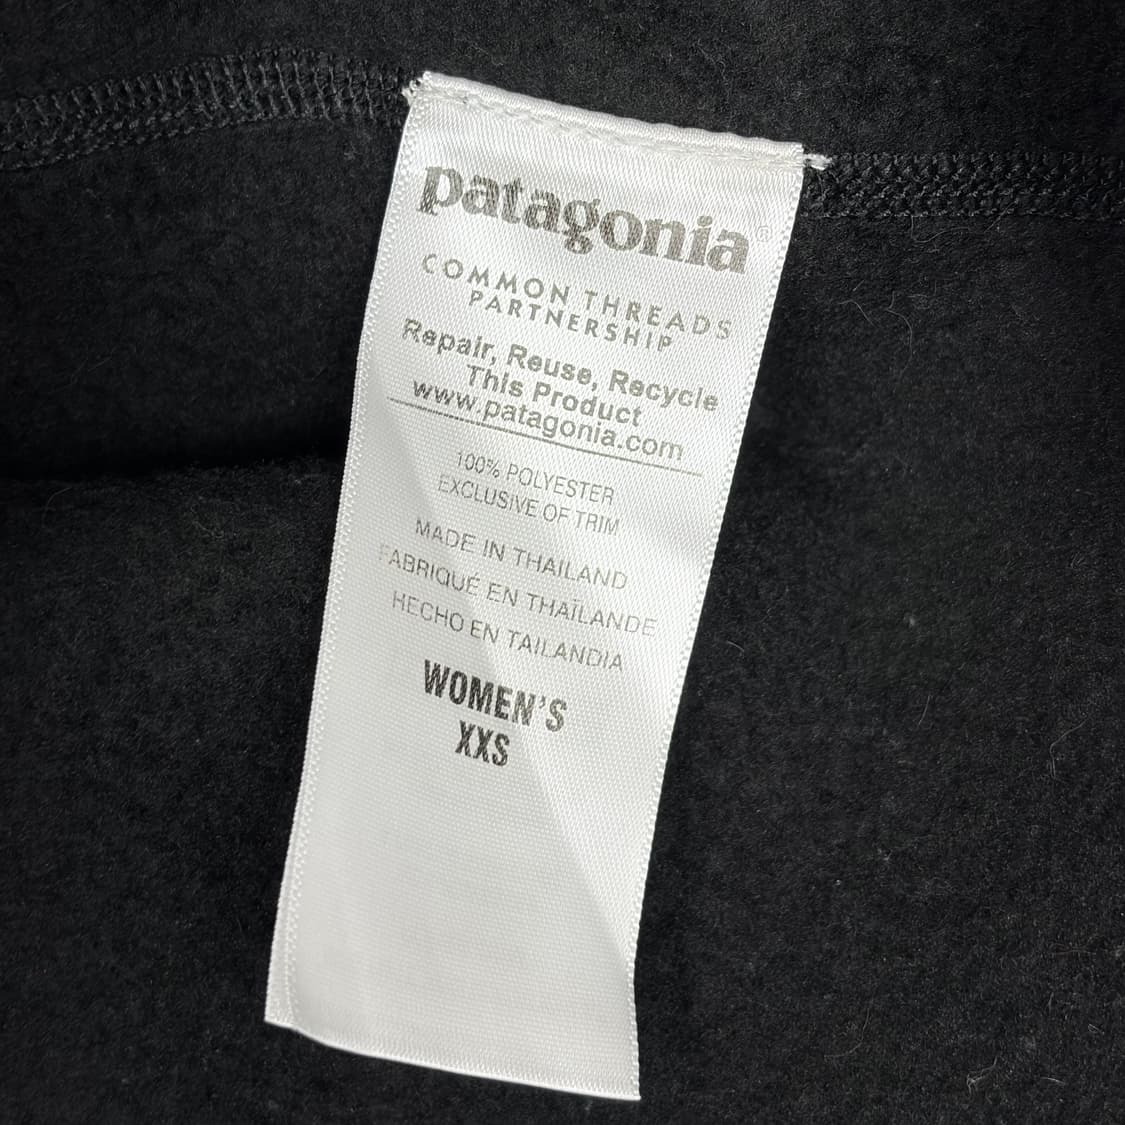 patagonia®
COMMON THREADS
PARTNERSHIP
Repair, Reuse, Recycle
This Product
www.patagonia.com
100% POLYESTER
EXCLUSIVE OF TRIM
MADE IN THAILAND
FABRIQUÉ EN THAÏLANDE
HECHO EN TAILANDIA
WOMEN'S
XXS